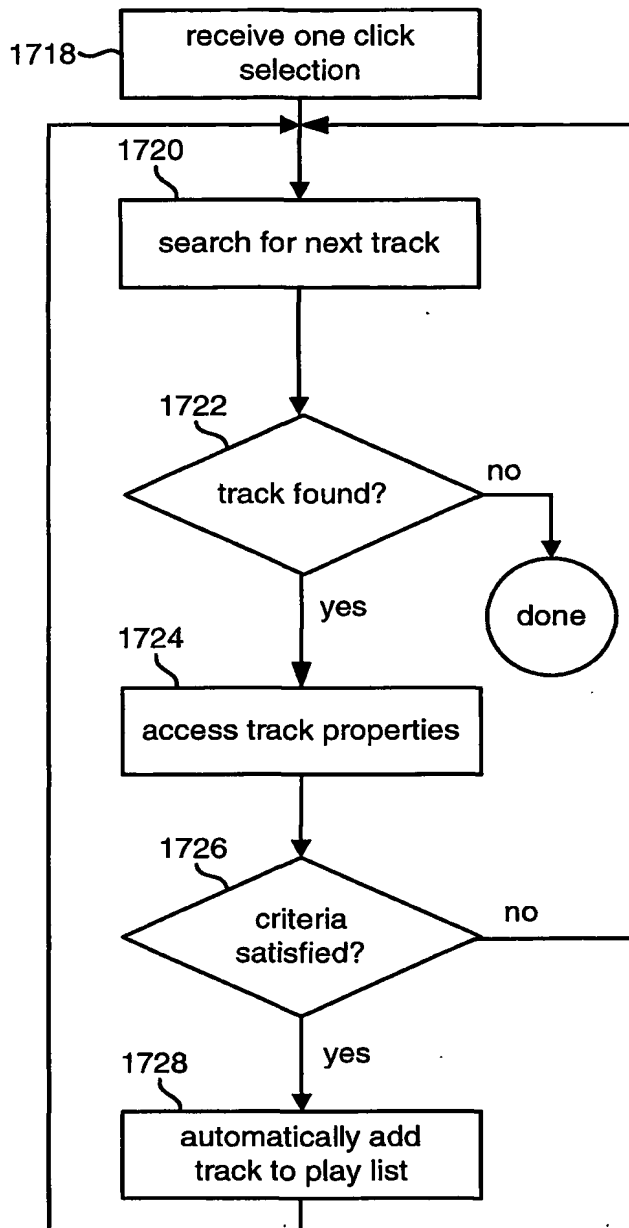 1718
receive one click
selection
1720
search for next track
1722
track found?
no
yes
done
1724
access track properties
1726
criteria
satisfied?
no
yes
1728
automatically add
track to play list